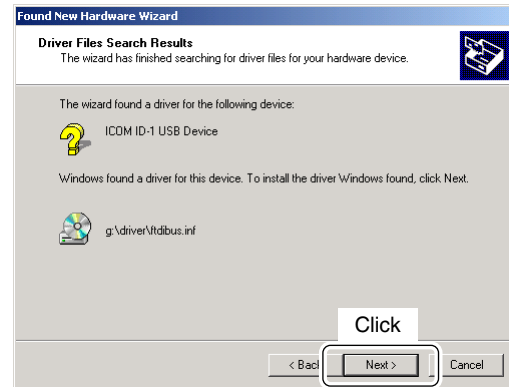 Found New Hardware Wizard
Driver Files Search Results
The wizard has finished searching for driver files for your hardware device.
The wizard found a driver for the following device:
ICOM ID-1 USB Device
Windows found a driver for this device. To install the driver Windows found, click Next.
g:\driver\ftdibus.inf
Click
< Bac Next > Cancel